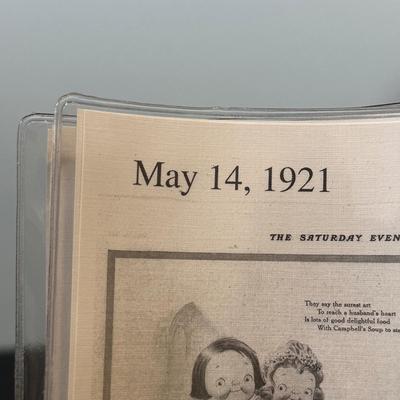 May 14, 1921
THE SATURDAY EVEN
They say the surest art
To reach a husband's heart
Is lots of good delightful food
With Campbell's Soup to sta